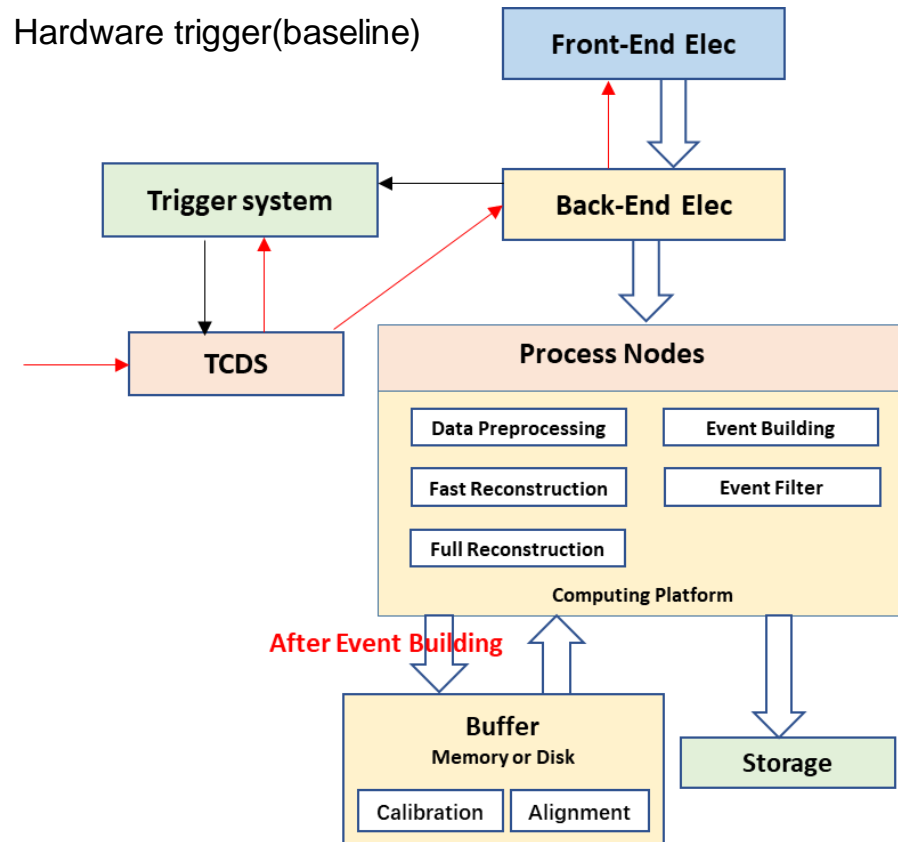 Hardware trigger(baseline)
Front-End Elec
Trigger system
Back-End Elec
TCDS
Process Nodes
Data Preprocessing
Event Building
Fast Reconstruction
Event Filter
Full Reconstruction
Computing Platform
After Event Building
Buffer
Memory or Disk
Storage
Calibration
Alignment